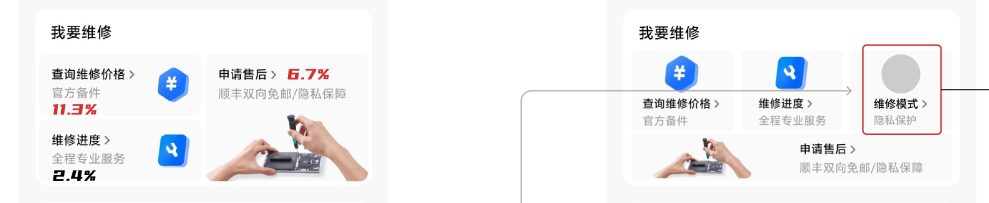 我要维修
查询维修价格 >
官方备件
11.3%
维修进度 >
全程专业服务
2.4%
申请售后 > 6.7%
顺丰双向免邮/隐私保障
我要维修
¥
查询维修价格 >
官方备件
维修进度 >
全程专业服务
维修模式 >
隐私保护
申请售后 >
顺丰双向免邮/隐私保障